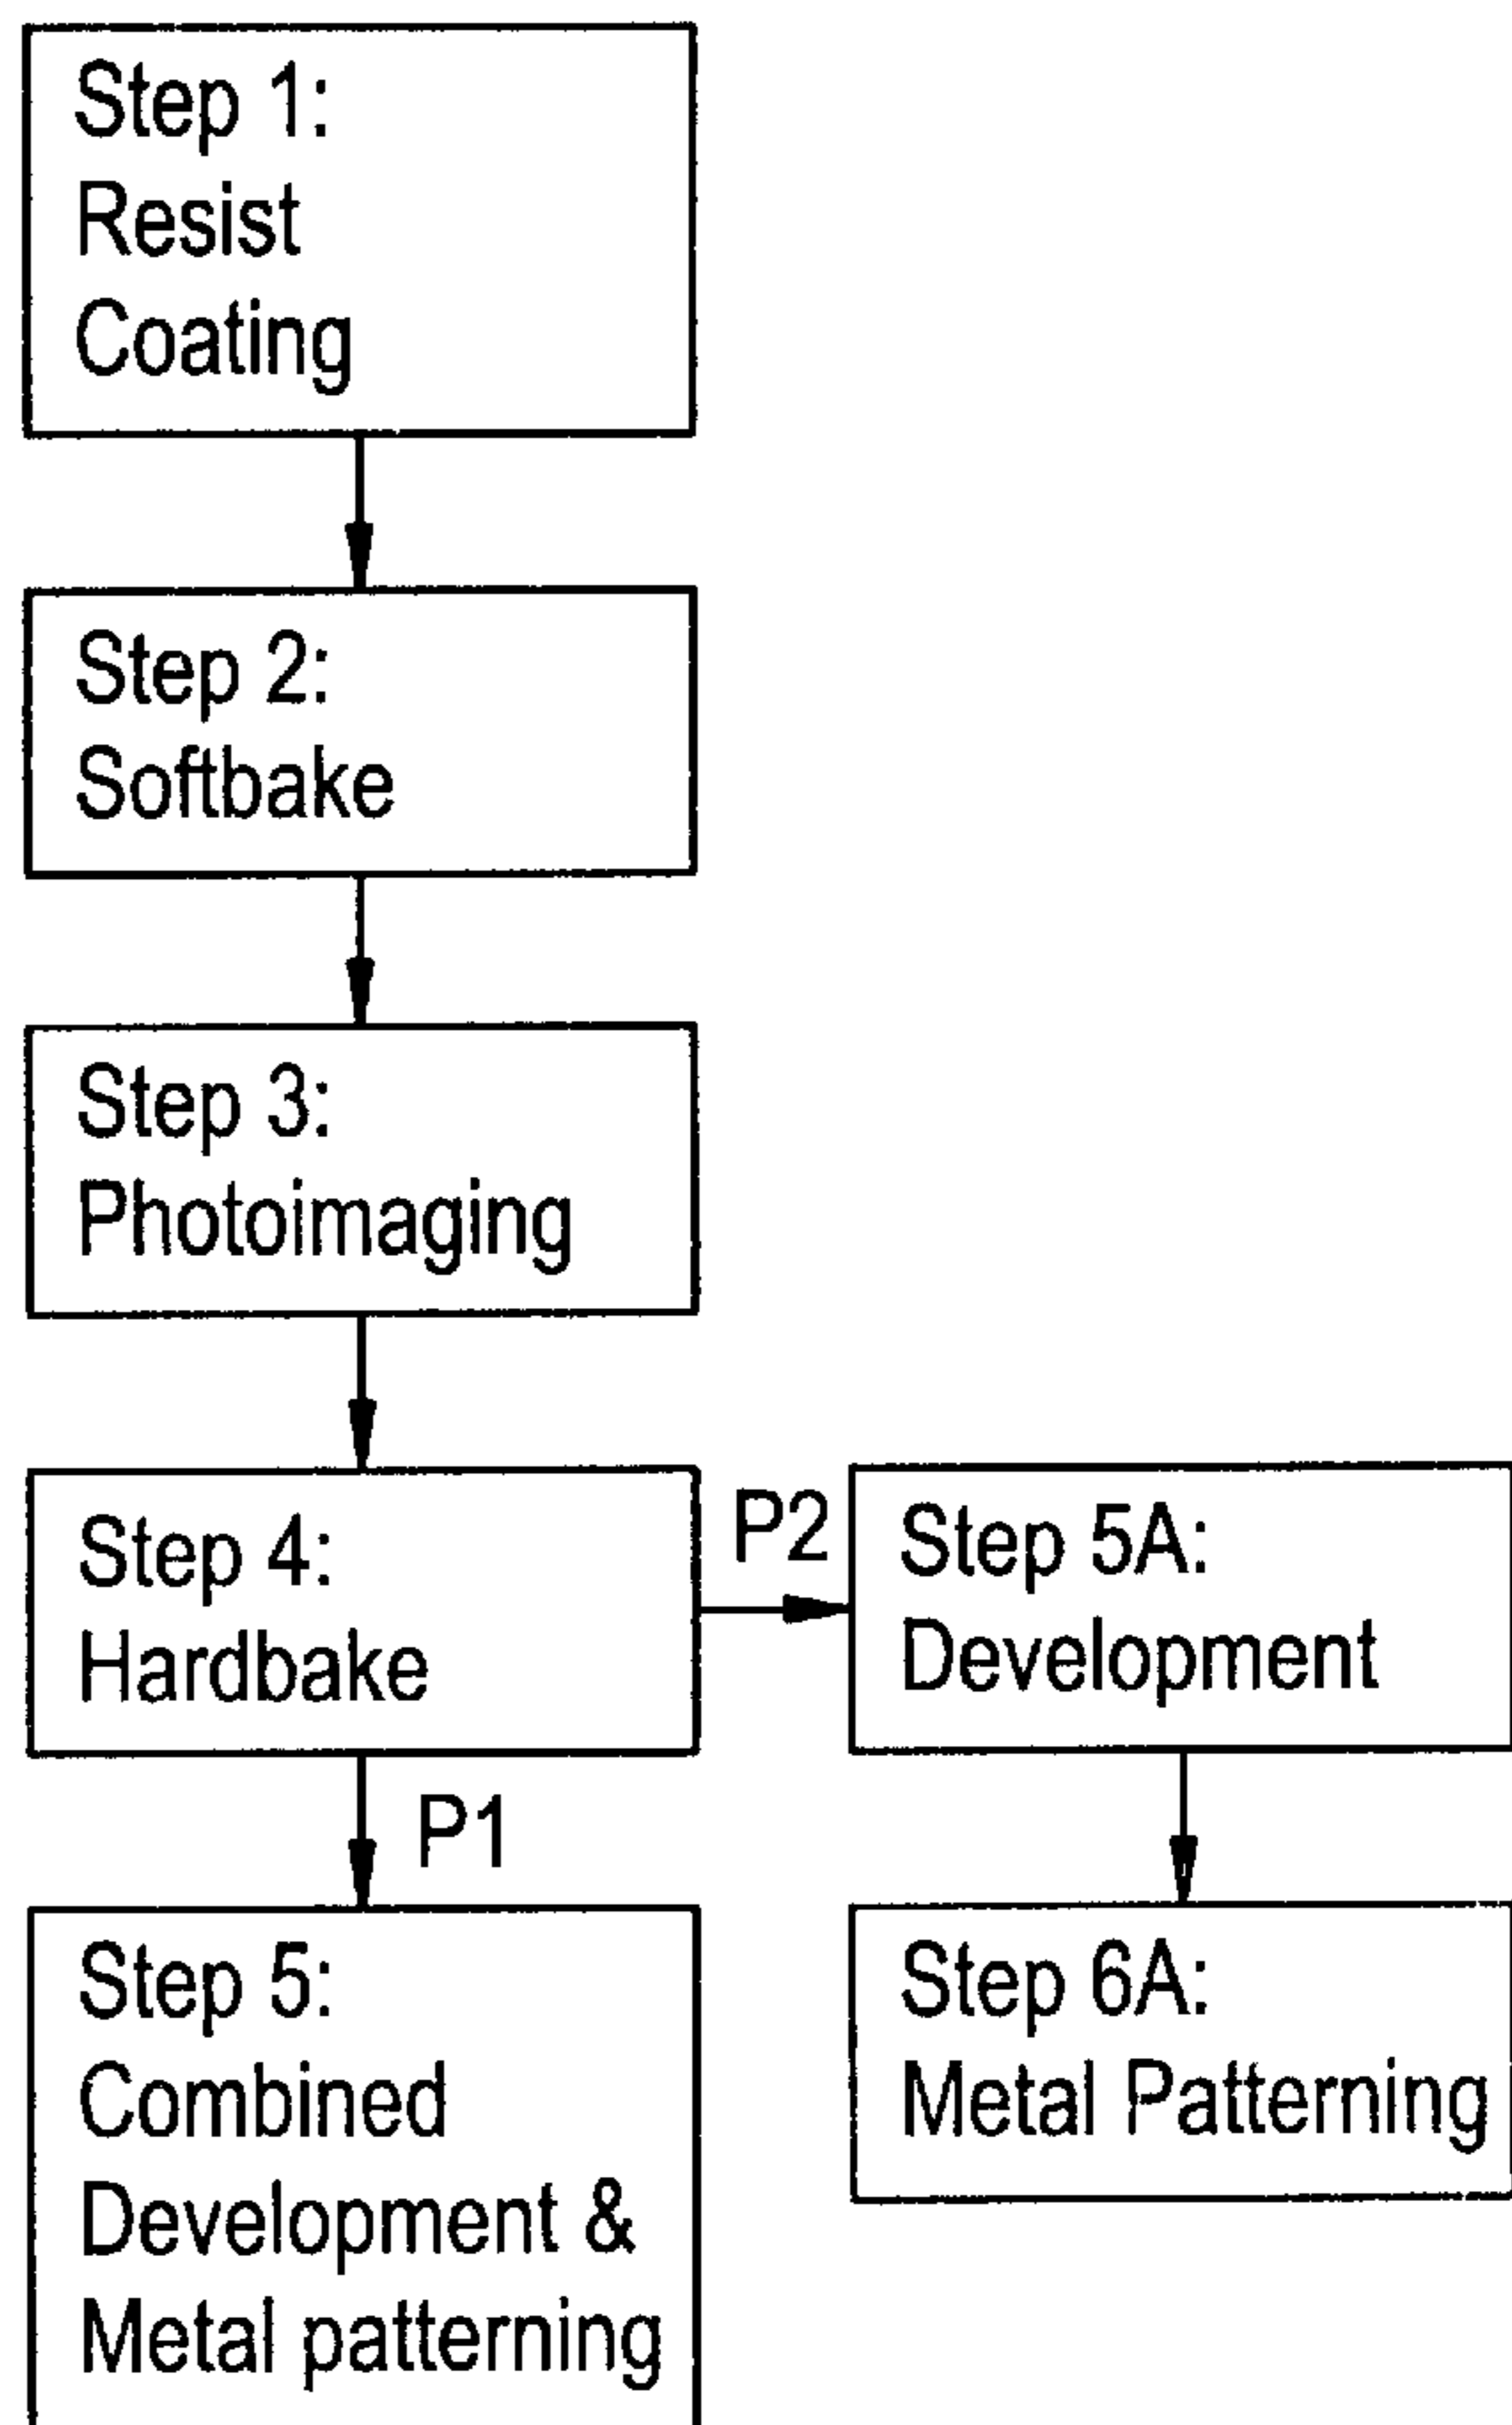 Step 1:
Resist
Coating
Step 2:
Softbake
Step 3:
Photoimaging
Step 4:
Hardbake
P2
Step 5A:
Development
P1
Step 5:
Combined
Development &
Metal patterning
Step 6A:
Metal Patterning